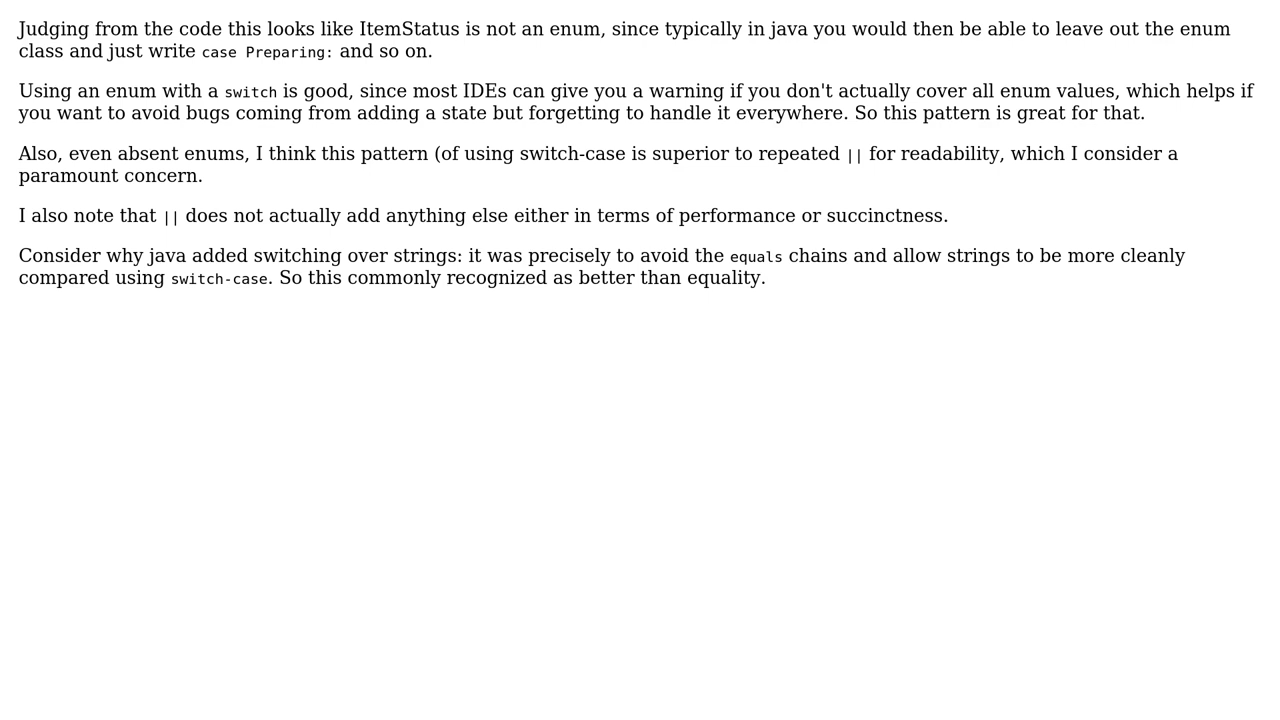 Judging from the code this looks like ItemStatus is not an enum, since typically in java you would then be able to leave out the enum
class and just write case Preparing: and so on.
Using an enum with a switch is good, since most IDEs can give you a warning if you don't actually cover all enum values, which helps if
you want to avoid bugs coming from adding a state but forgetting to handle it everywhere. So this pattern is great for that.
Also, even absent enums, I think this pattern (of using switch-case is superior to repeated || for readability, which I consider a
paramount concern.
I also note that || does not actually add anything else either in terms of performance or succinctness.
Consider why java added switching over strings: it was precisely to avoid the equals chains and allow strings to be more cleanly
compared using switch-case. So this commonly recognized as better than equality.